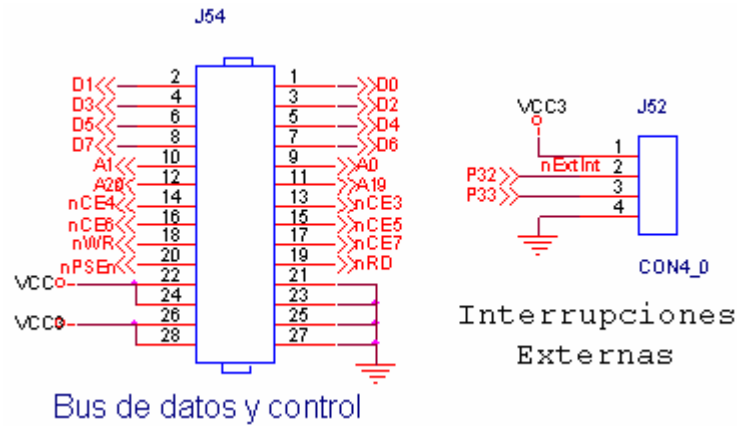 J54
D1 2 1 D0
D3 4 3 D2
D5 6 5 D4
D7 8 7 D6
A1 10 9 A0
A20 12 11 A19
nCE4 14 13 nCE3
nCE6 16 15 nCE5
nWR 18 17 nCE7
nPSEn 20 19 nRD
VCC 22 21
24 23
26 25
28 27
Bus de datos y control
VCC3 J52
1
nExtInt 2
P32 3
P33 4
CON4_0
Interrupciones
Externas